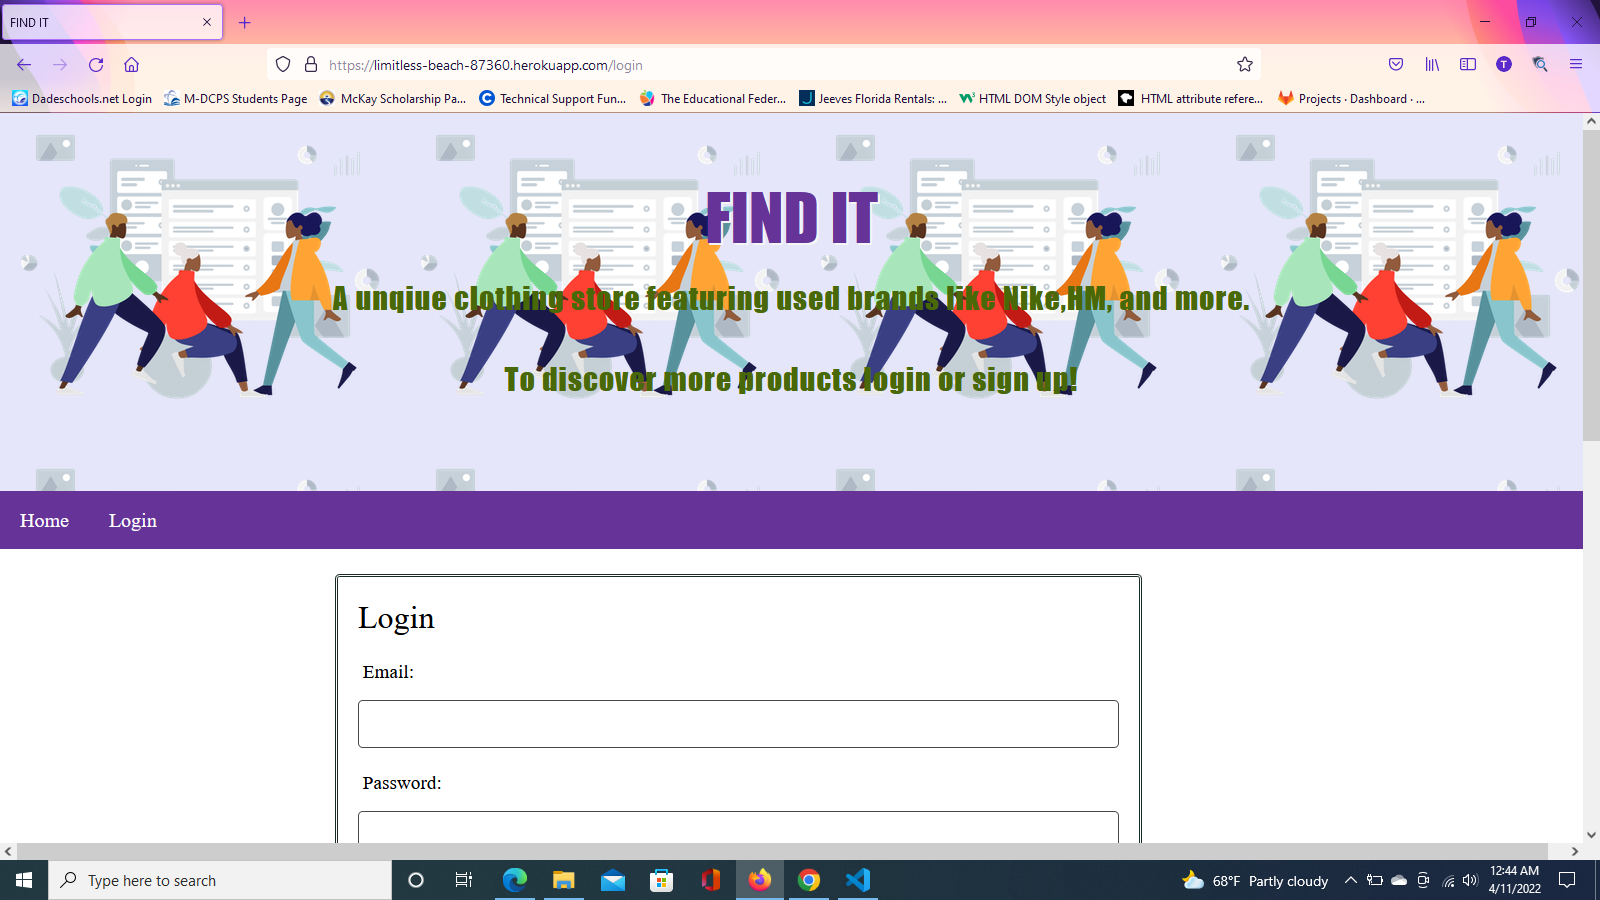 FIND IT
https://limitless-beach-87360.herokuapp.com/login
Dadeschools.net Login M-DCPS Students Page McKay Scholarship Pa... Technical Support Fun... The Educational Feder... Jeeves Florida Rentals: ... HTML DOM Style object HTML attribute refere... Projects · Dashboard · ...
FIND IT
A unqiue clothing store featuring used brands like Nike,HM, and more.
To discover more products login or sign up!
Home Login
Login
Email:
Password:
Type here to search
68°F Partly cloudy
12:44 AM
4/11/2022